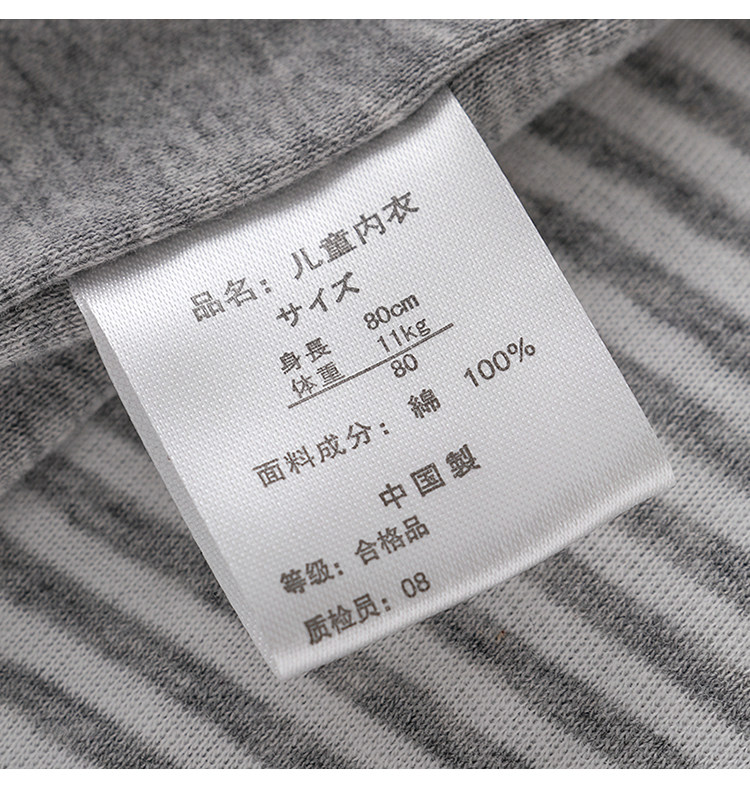 品名：儿童内衣
サイズ
身長 80cm
体重 11kg
80
面料成分：綿 100%
中国製
等级：合格品
质检员：08